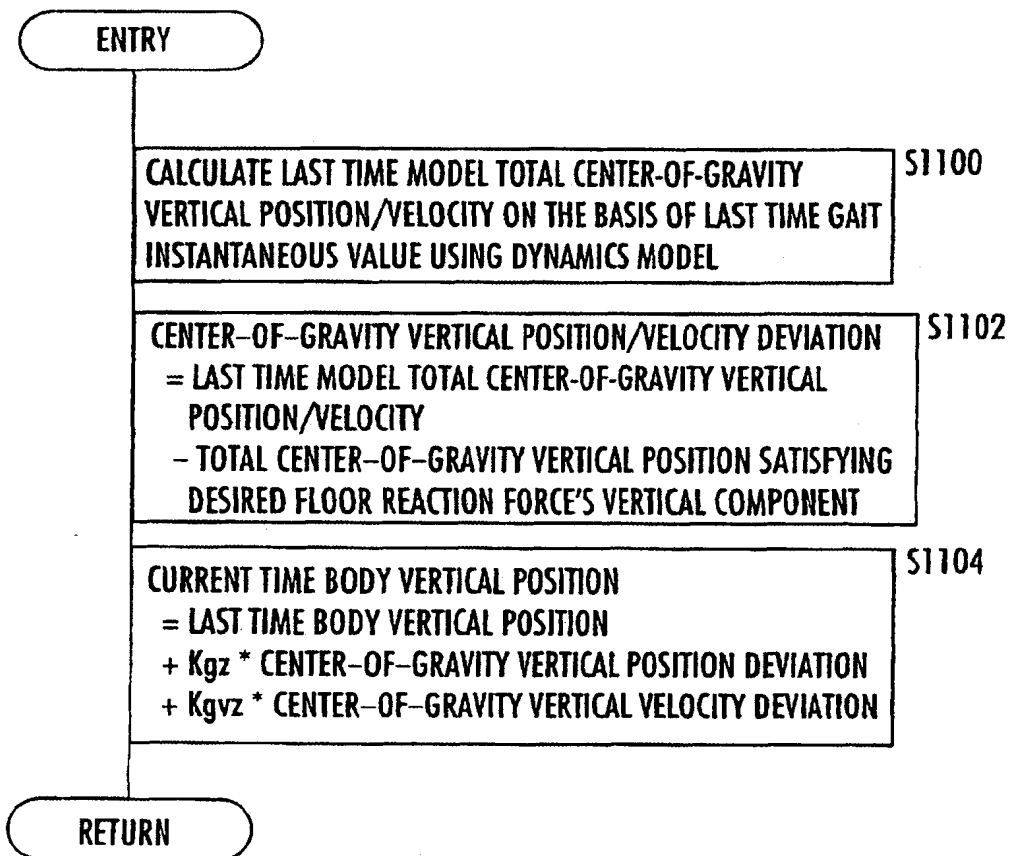 ENTRY
CALCULATE LAST TIME MODEL TOTAL CENTER-OF-GRAVITY
VERTICAL POSITION/VELOCITY ON THE BASIS OF LAST TIME GAIT
INSTANTANEOUS VALUE USING DYNAMICS MODEL
S1100
CENTER–OF–GRAVITY VERTICAL POSITION/VELOCITY DEVIATION
= LAST TIME MODEL TOTAL CENTER-OF-GRAVITY VERTICAL
POSITION/VELOCITY
– TOTAL CENTER–OF–GRAVITY VERTICAL POSITION SATISFYING
DESIRED FLOOR REACTION FORCE'S VERTICAL COMPONENT
S1102
CURRENT TIME BODY VERTICAL POSITION
= LAST TIME BODY VERTICAL POSITION
+ Kgz * CENTER–OF–GRAVITY VERTICAL POSITION DEVIATION
+ Kgvz * CENTER–OF–GRAVITY VERTICAL VELOCITY DEVIATION
S1104
RETURN